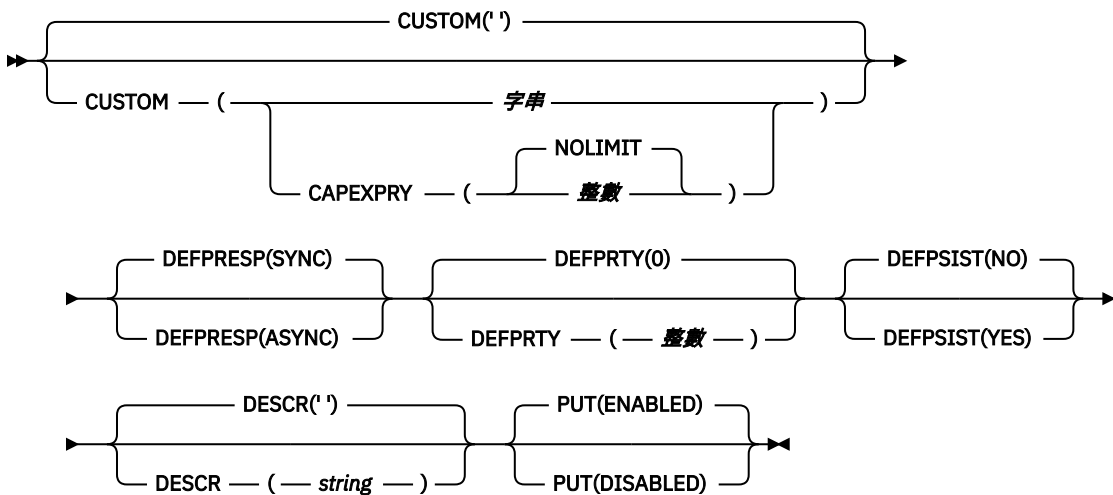 CUSTOM(' ')
CUSTOM ( 字串 )
NOLIMIT
CAPEXPRY ( 整數 )
DEFPRESP(SYNC) DEFPRTY(0) DEFPSIST(NO)
DEFPRESP(ASYNC) DEFPRTY ( 整數 ) DEFPSIST(YES)
DESCR(' ') PUT(ENABLED)
DESCR ( string ) PUT(DISABLED)